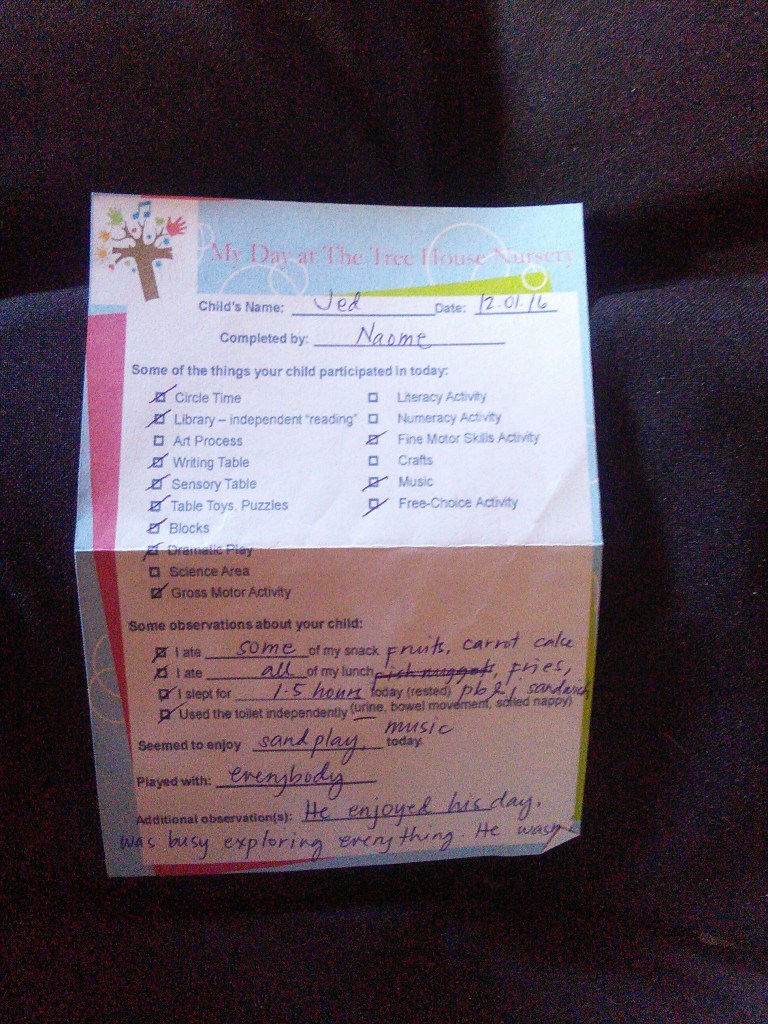 My Day at The Tree House Nursery
Child's Name: Jed Date: 12.01.16
Completed by: Naome
Some of the things your child participated in today:
Circle Time Literacy Activity
Library – independent "reading" Numeracy Activity
Art Process Fine Motor Skills Activity
Writing Table Crafts
Sensory Table Music
Table Toys, Puzzles Free-Choice Activity
Blocks
Dramatic Play
Science Area
Gross Motor Activity
Some observations about your child:
I ate some of my snack fruits, carrot cake
I ate all of my lunch fish nuggets, fries,
I slept for 1.5 hours today (rested) pb & j sandwich
Used the toilet independently (urine, bowel movement, soiled nappy)
Seemed to enjoy sandplay, music today.
Played with: everybody
Additional observation(s): He enjoyed his day.
was busy exploring everything. He